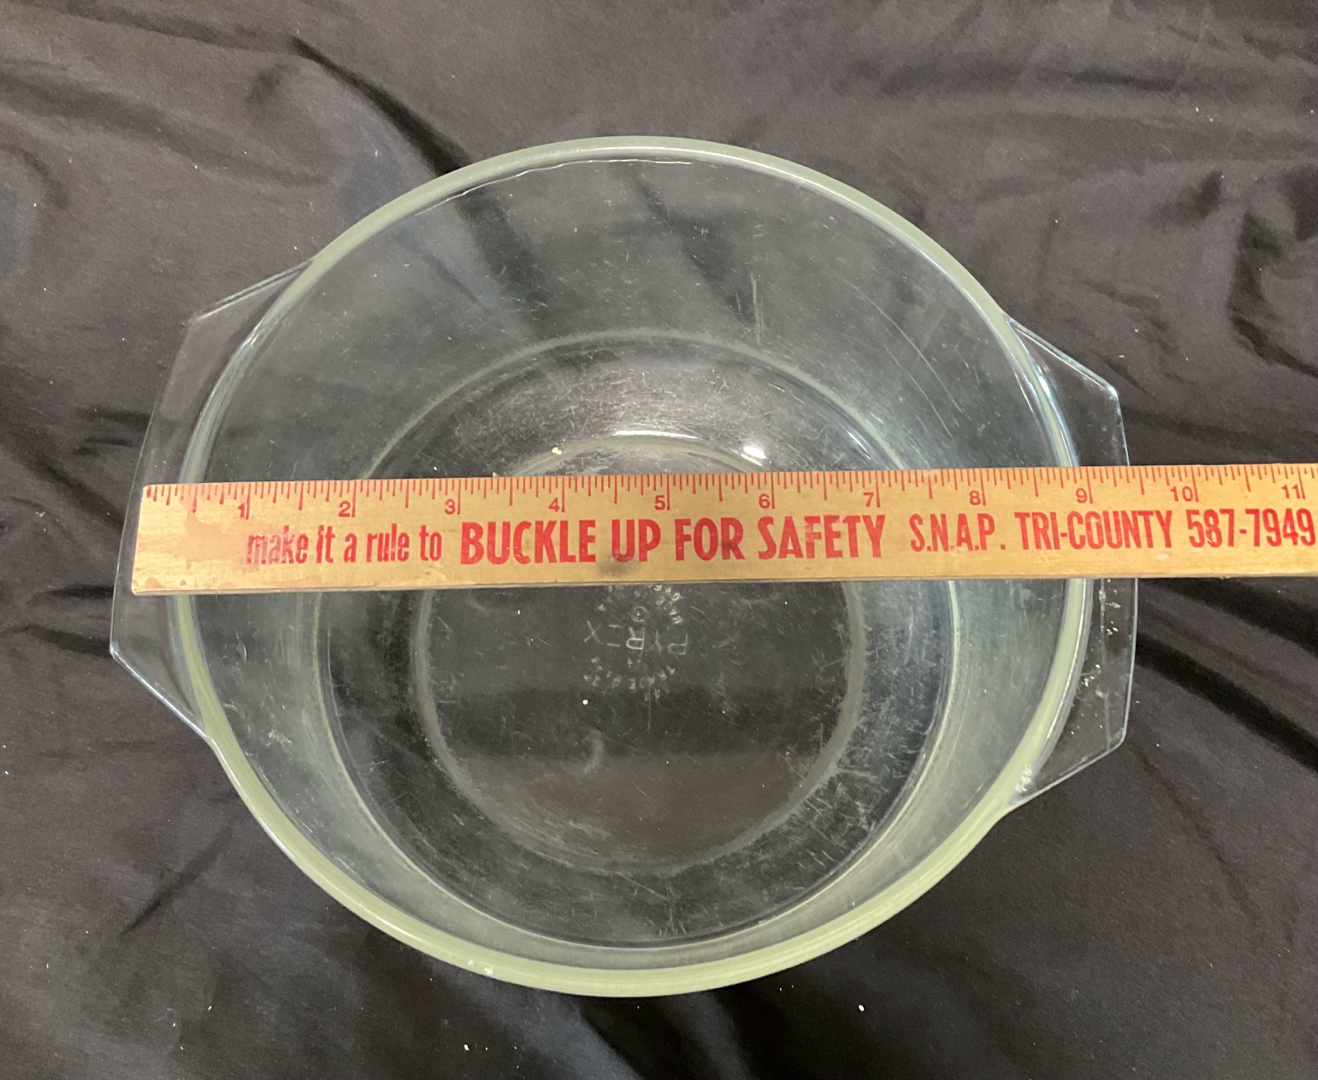 1 2 3 4 5 6 7 8 9 10 11
make it a rule to BUCKLE UP FOR SAFETY S.N.A.P. TRI-COUNTY 587-7949
PYREX